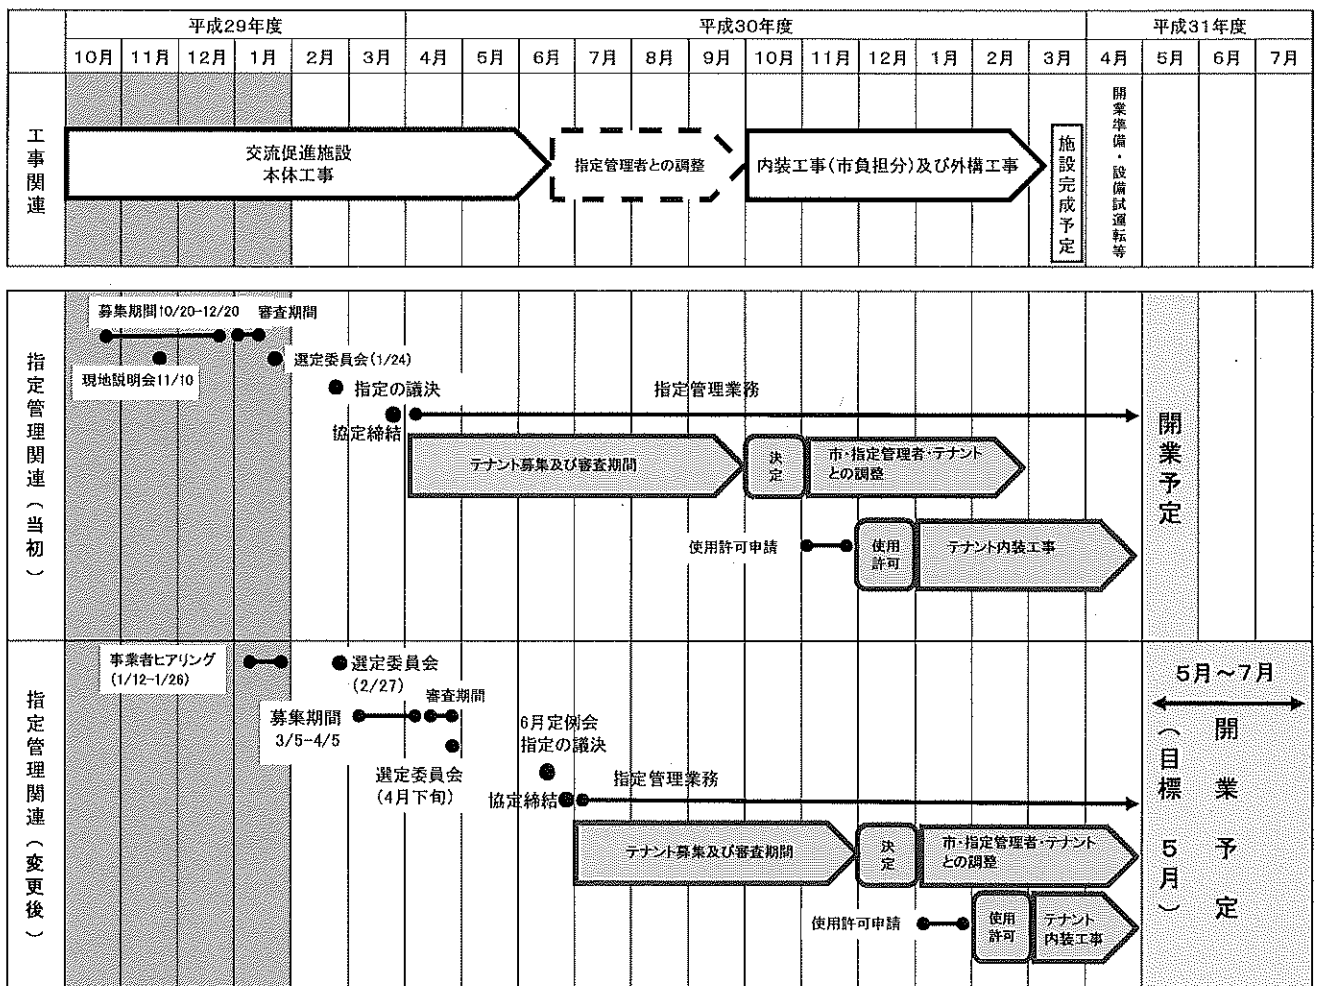 平成29年度
平成30年度
平成31年度
10月 11月 12月 1月 2月 3月 4月 5月 6月 7月 8月 9月 10月 11月 12月 1月 2月 3月 4月 5月 6月 7月
工事関連
交流促進施設
本体工事
指定管理者との調整
内装工事(市負担分)及び外構工事
施設完成予定
開業準備・設備試運転等
指定管理関連(当初)
募集期間10/20-12/20
審査期間
現地説明会11/10
選定委員会(1/24)
指定の議決
協定締結
指定管理業務
テナント募集及び審査期間
決定
市・指定管理者・テナント
との調整
使用許可申請
使用
許可
テナント内装工事
開業予定
指定管理関連(変更後)
事業者ヒアリング
(1/12-1/26)
選定委員会
(2/27)
募集期間
3/5-4/5
審査期間
選定委員会
(4月下旬)
6月定例会
指定の議決
協定締結
指定管理業務
テナント募集及び審査期間
決定
市・指定管理者・テナント
との調整
使用許可申請
使用
許可
テナント
内装工事
5月~7月
開業予定
(目標 5月)